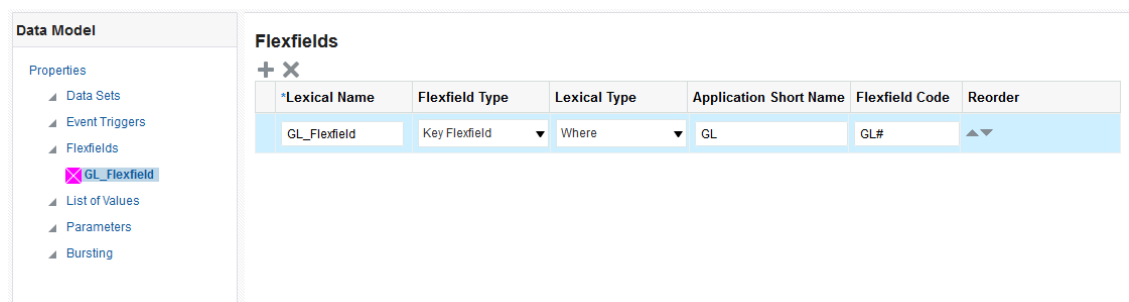 Data Model
Properties
Data Sets
Event Triggers
Flexfields
GL_Flexfield
List of Values
Parameters
Bursting
Flexfields
*Lexical Name Flexfield Type Lexical Type Application Short Name Flexfield Code Reorder
GL_Flexfield Key Flexfield Where GL GL#